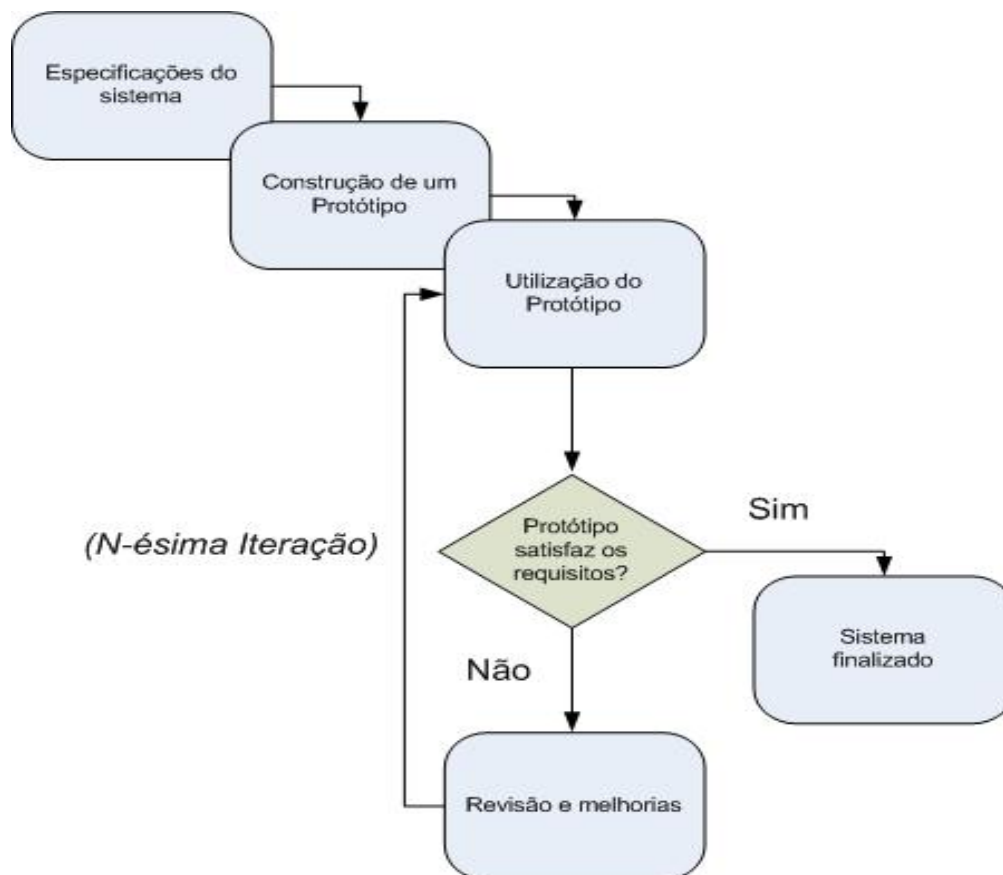 Especificações do
sistema
Construção de um
Protótipo
Utilização do
Protótipo
Protótipo
satisfaz os
requisitos?
Sim
(N-ésima Iteração)
Sistema
finalizado
Não
Revisão e melhorias